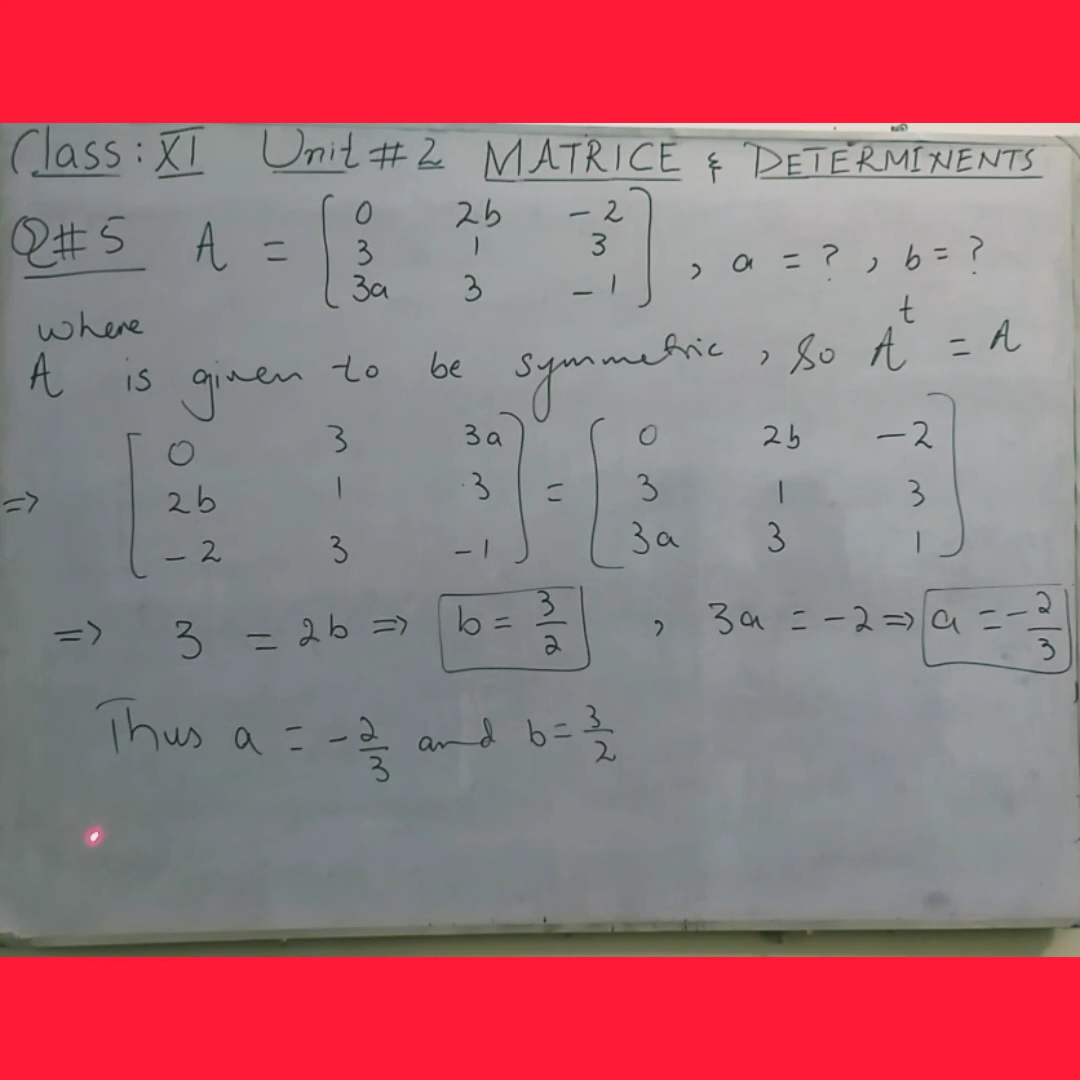 Class: XI Unit # 2 MATRICE & DETERMINENTS
Q# 5 A = [ 0 2b -2
3 1 3
3a 3 -1 ] , a = ? , b = ?
where
A is given to be symmetric, So A^t = A
=> [ 0 3 3a
2b 1 3
-2 3 -1 ] = [ 0 2b -2
3 1 3
3a 3 1 ]
=> 3 = 2b => b = 3/2 , 3a = -2 => a = -2/3
Thus a = -2/3 and b = 3/2